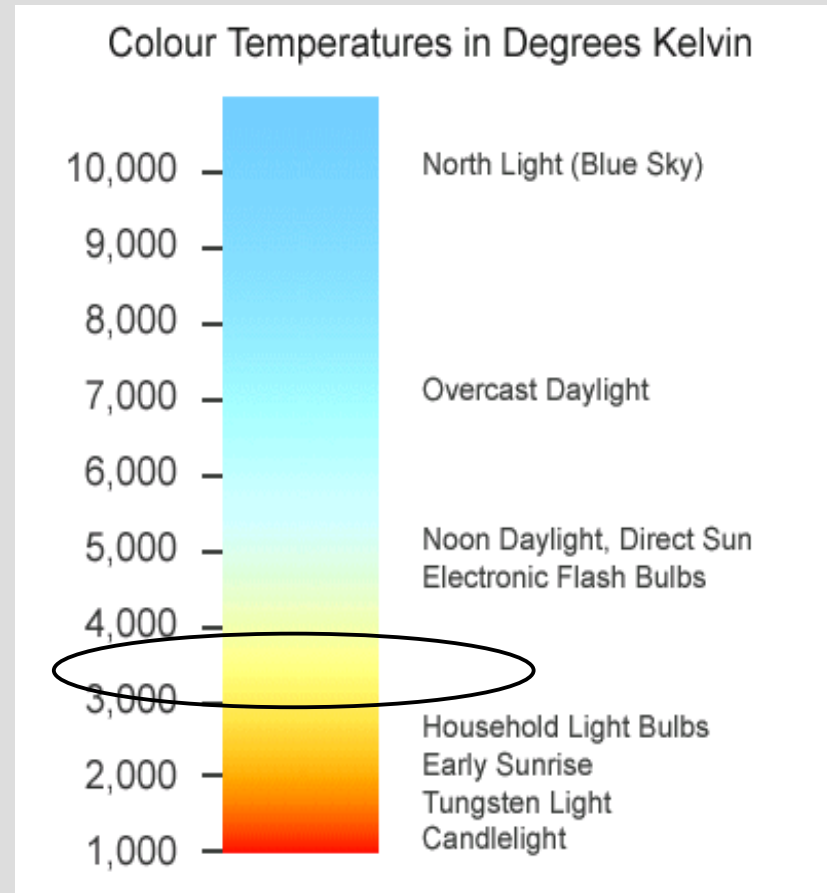 Colour Temperatures in Degrees Kelvin
10,000 North Light (Blue Sky)
9,000
8,000
7,000 Overcast Daylight
6,000
5,000 Noon Daylight, Direct Sun
Electronic Flash Bulbs
4,000
3,000
Household Light Bulbs
2,000 Early Sunrise
Tungsten Light
1,000 Candlelight